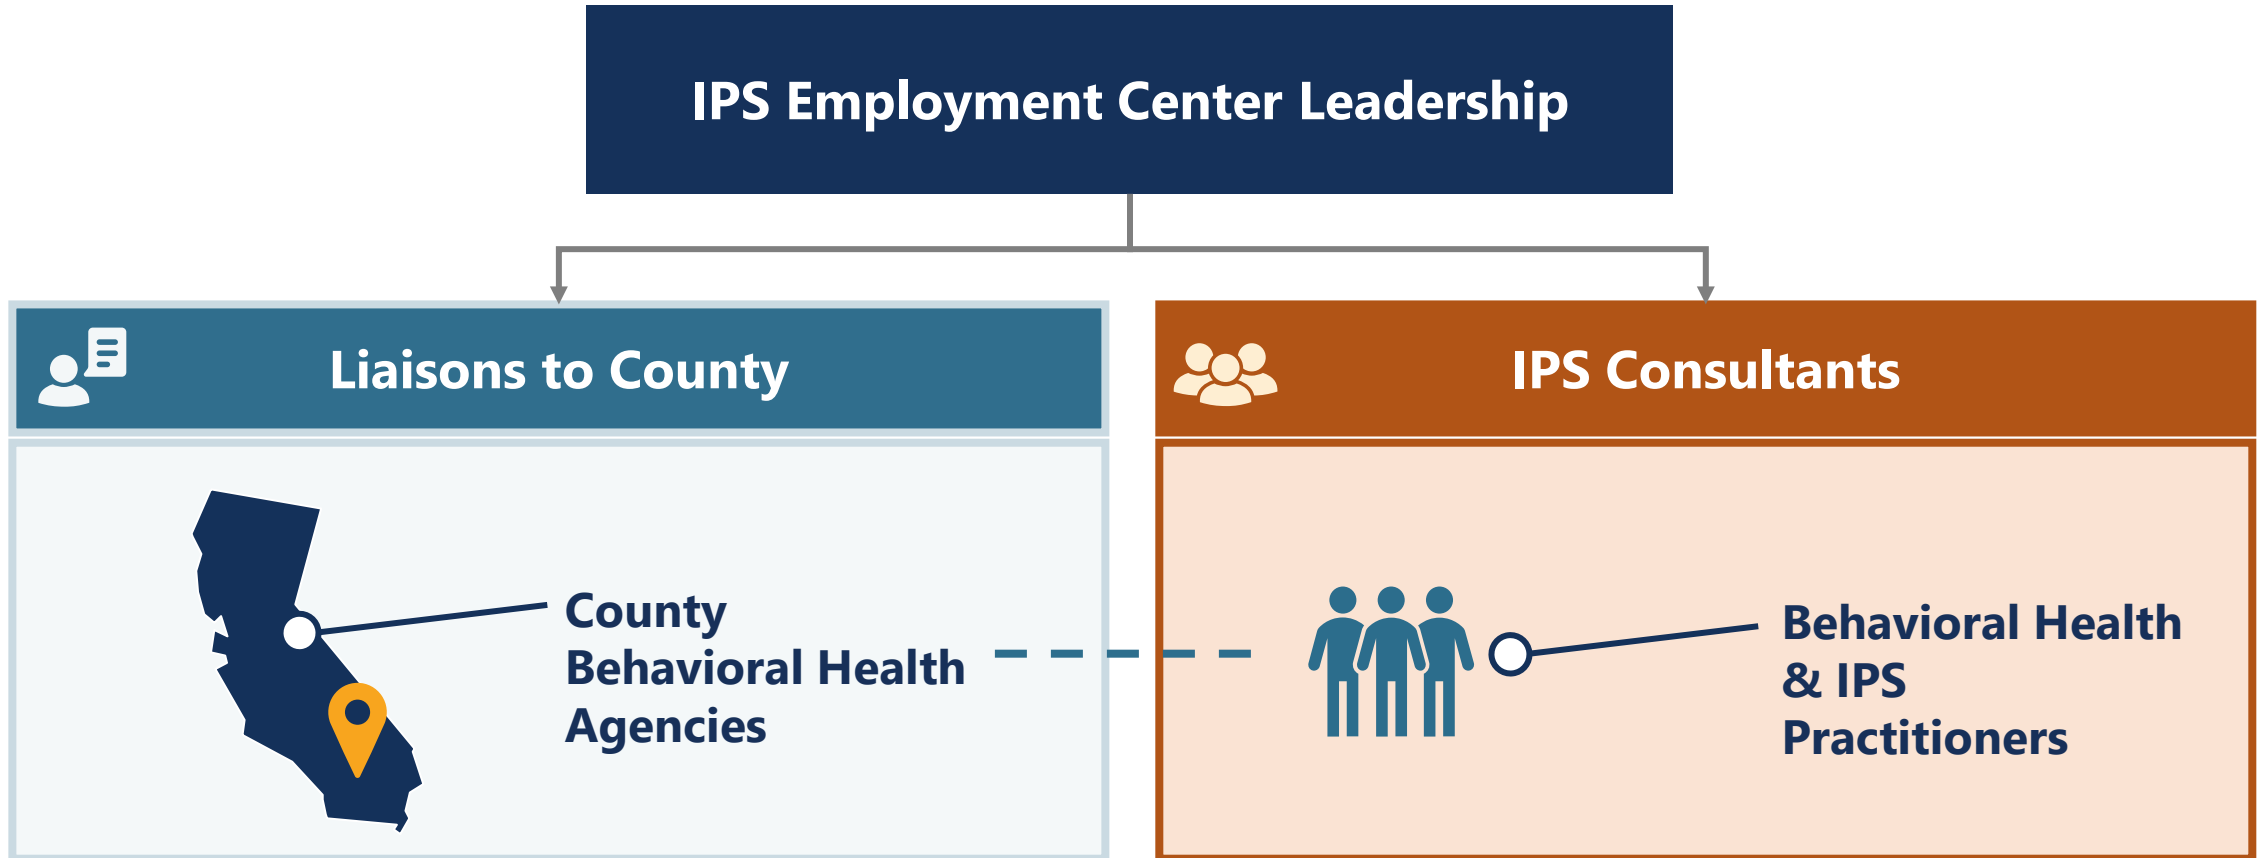 IPS Employment Center Leadership
Liaisons to County
IPS Consultants
County
Behavioral Health
Agencies
Behavioral Health
& IPS
Practitioners